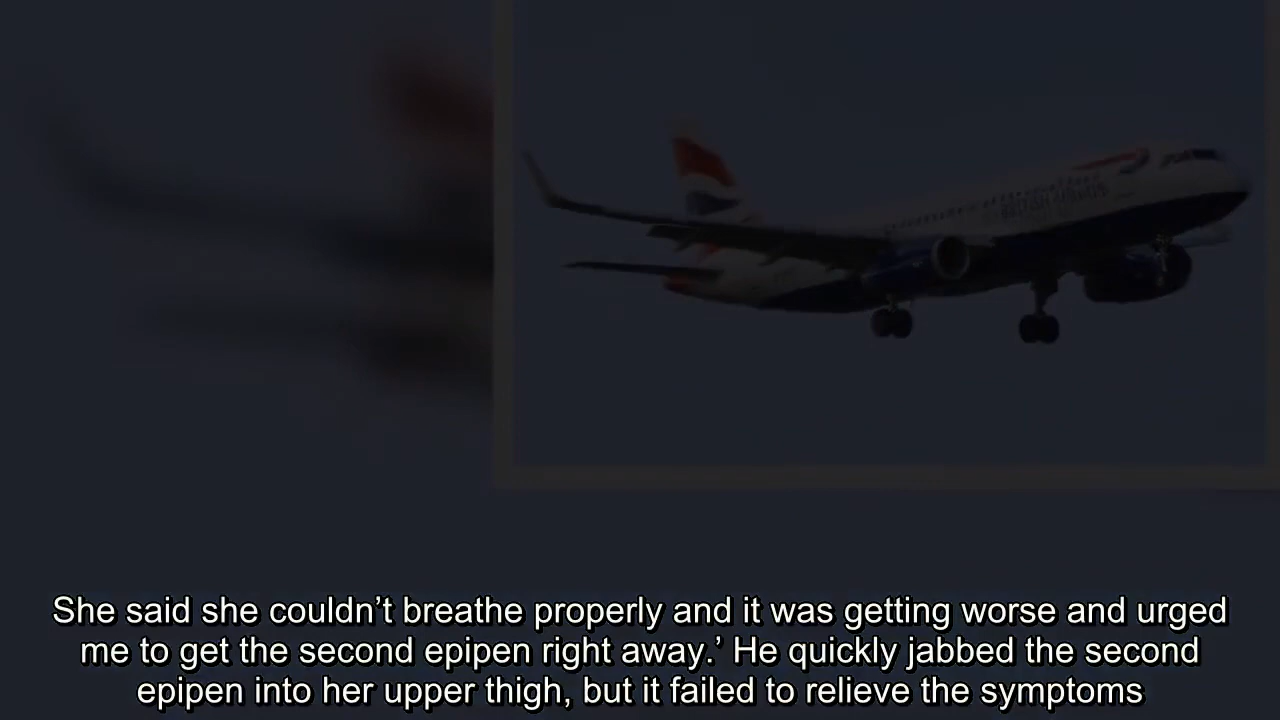 BRITISH AIRWAYS
She said she couldn’t breathe properly and it was getting worse and urged
me to get the second epipen right away.’ He quickly jabbed the second
epipen into her upper thigh, but it failed to relieve the symptoms